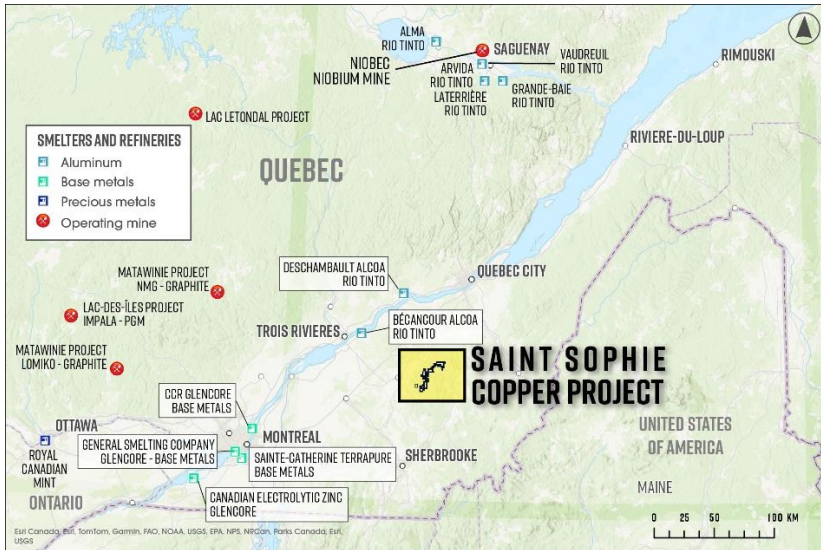 ALMA
RIO TINTO
SAGUENAY
NIOBEC
NIOBIUM MINE
VAUDREUIL
RIO TINTO
RIMOUSKI
ARVIDA
RIO TINTO
LATERRIÈRE
RIO TINTO
GRANDE-BAIE
RIO TINTO
LAC LETONDAL PROJECT
SMELTERS AND REFINERIES
Aluminum
Base metals
Precious metals
Operating mine
QUEBEC
RIVIERE-DU-LOUP
MATAWINIE PROJECT
NMG - GRAPHITE
DESCHAMBAULT ALCOA
RIO TINTO
QUEBEC CITY
LAC-DES-ÎLES PROJECT
IMPALA - PGM
TROIS RIVIERES
BÉCANCOUR ALCOA
RIO TINTO
MATAWINIE PROJECT
LOMIKO - GRAPHITE
SAINT SOPHIE
COPPER PROJECT
CCR GLENCORE
BASE METALS
OTTAWA
ROYAL
CANADIAN
MINT
GENERAL SMELTING COMPANY
GLENCORE - BASE METALS
MONTREAL
SAINTE-CATHERINE TERRAPURE
BASE METALS
SHERBROOKE
UNITED STATES
OF AMERICA
MAINE
ONTARIO
CANADIAN ELECTROLYTIC ZINC
GLENCORE
0 25 50 100 KM
Esri Canada, Esri, TomTom, Garmin, FAO, NOAA, USGS, EPA, NPS, NRCan, Parks Canada, Esri,
USGS